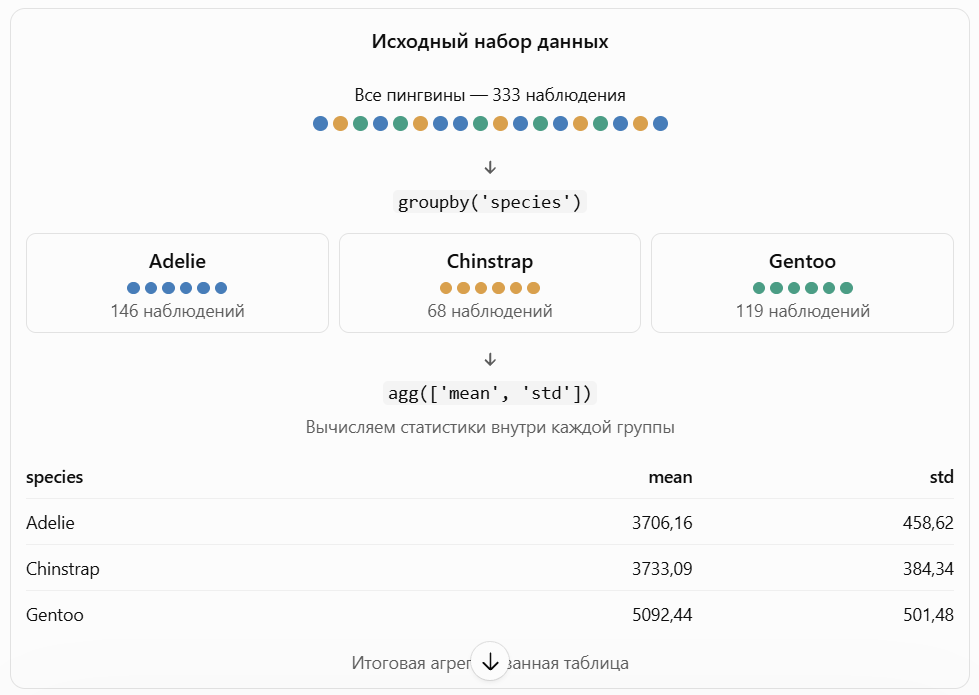 Исходный набор данных
Все пингвины — 333 наблюдения
groupby('species')
Adelie
146 наблюдений
Chinstrap
68 наблюдений
Gentoo
119 наблюдений
agg(['mean', 'std'])
Вычисляем статистики внутри каждой группы
species mean std
Adelie 3706,16 458,62
Chinstrap 3733,09 384,34
Gentoo 5092,44 501,48
Итоговая таблица